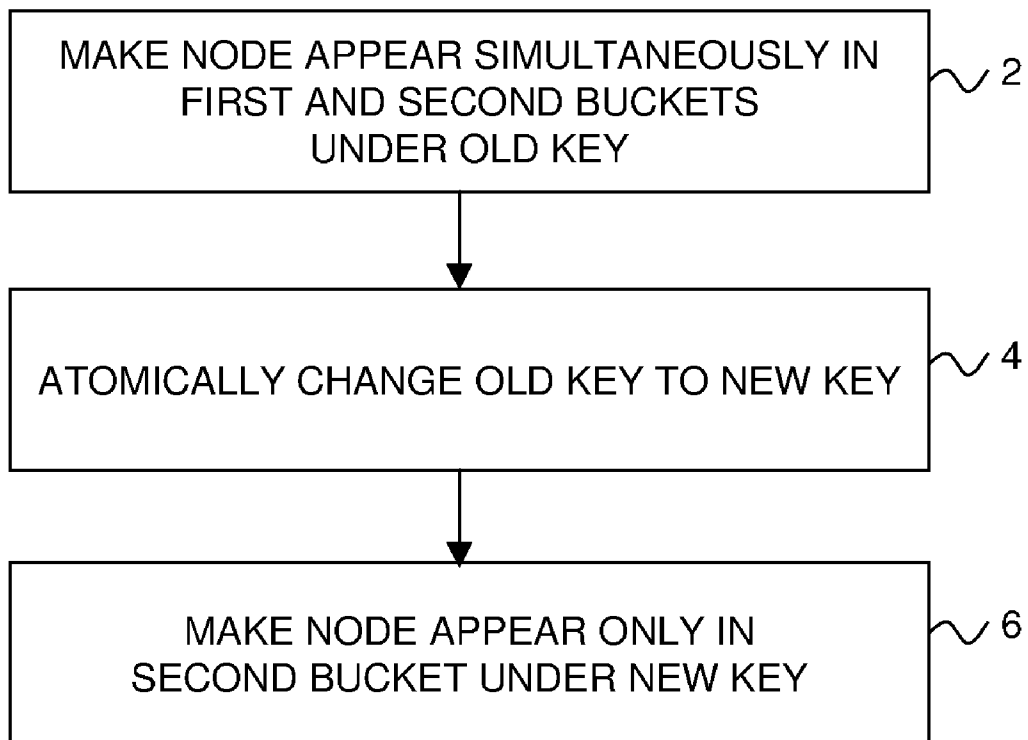 MAKE NODE APPEAR SIMULTANEOUSLY IN
FIRST AND SECOND BUCKETS
UNDER OLD KEY
2
ATOMICALLY CHANGE OLD KEY TO NEW KEY
4
MAKE NODE APPEAR ONLY IN
SECOND BUCKET UNDER NEW KEY
6